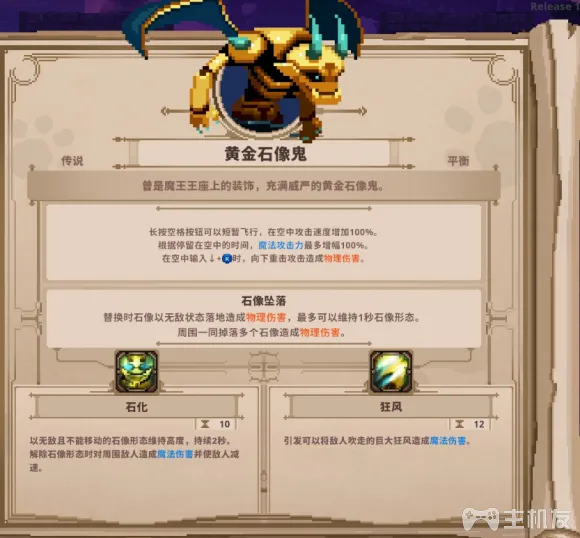 Release 1
黄金石像鬼
传说
平衡
曾是魔王王座上的装饰，充满威严的黄金石像鬼。
长按空格按钮可以短暂飞行，在空中攻击速度增加100%。
根据停留在空中的时间，魔法攻击力最多增幅100%。
在空中输入↓+X时，向下重击攻击造成物理伤害。
石像坠落
替换时石像以无敌状态落地造成物理伤害，最多可以维持1秒石像形态。
周围一同掉落多个石像造成物理伤害。
石化
10
以无敌且不能移动的石像形态维持高度，持续2秒。
解除石像形态时对周围敌人造成魔法伤害并使敌人减
速。
狂风
12
引发可以将敌人吹走的巨大狂风造成魔法伤害。
主机友